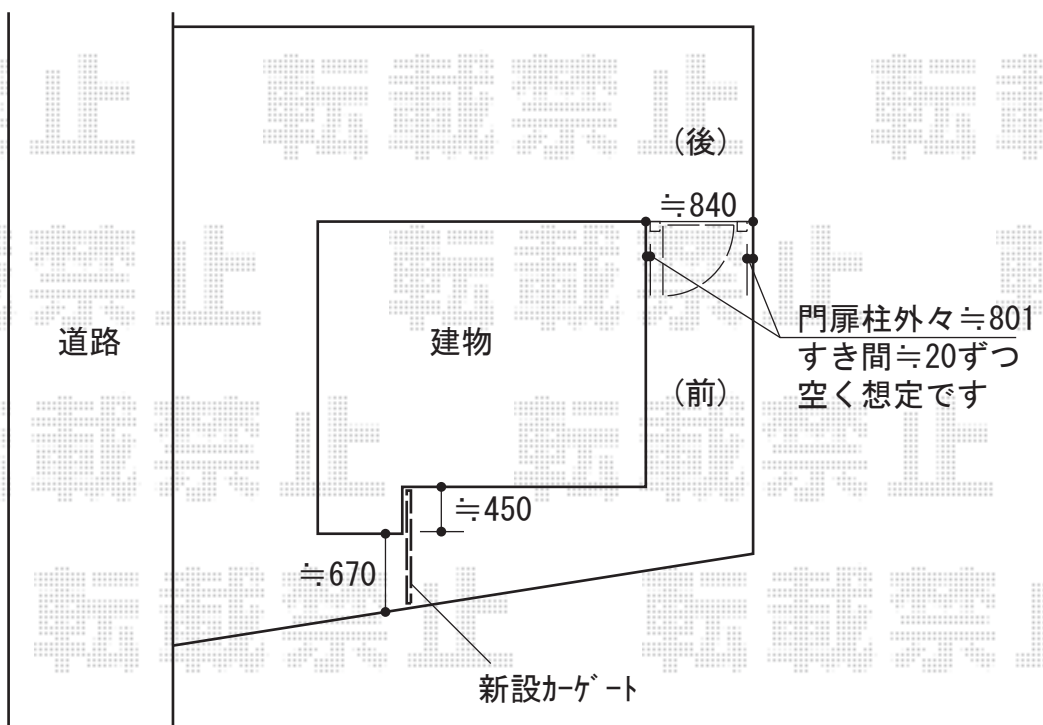 転載禁止
(後)
≒840
道路
建物
門扉柱外々≒801
すき間≒20ずつ
空く想定です
(前)
≒450
≒670
新設ｶｰｹﾞｰﾄ